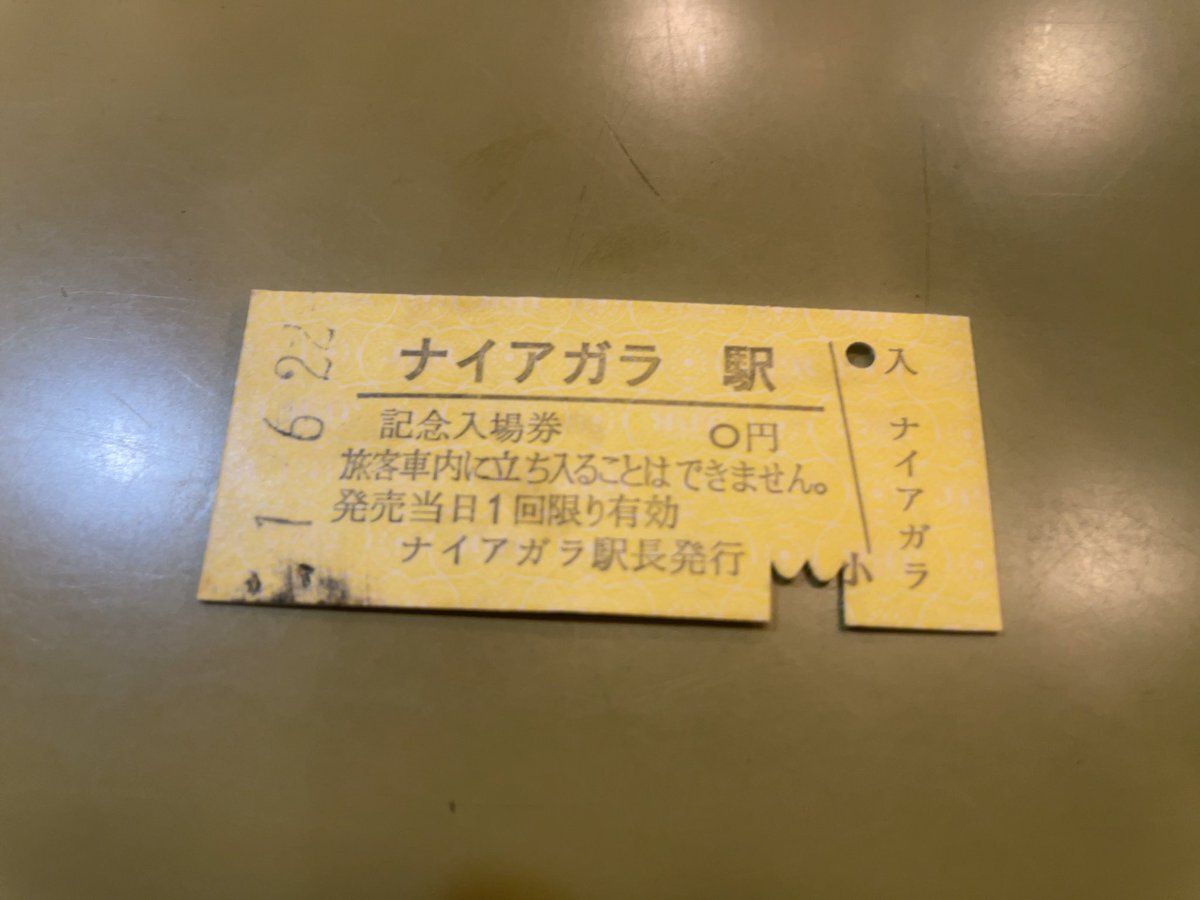 1. 6. 22
ナイアガラ 駅
記念入場券 〇円
旅客車内に立ち入ることはできません。
発売当日1回限り有効
ナイアガラ駅長発行
入 ナイアガラ
小